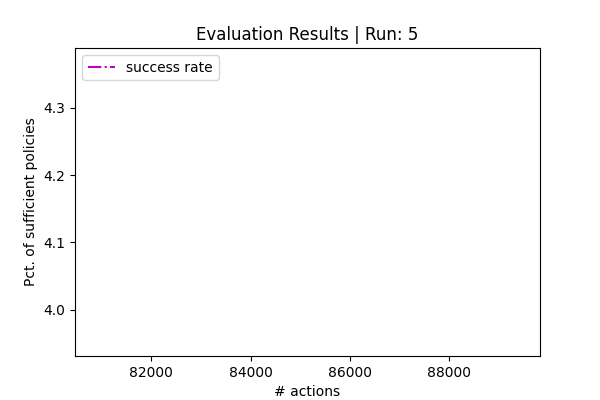 Evaluation Results | Run: 5
success rate
Pct. of sufficient policies
4.3
4.2
4.1
4.0
82000 84000 86000 88000
# actions